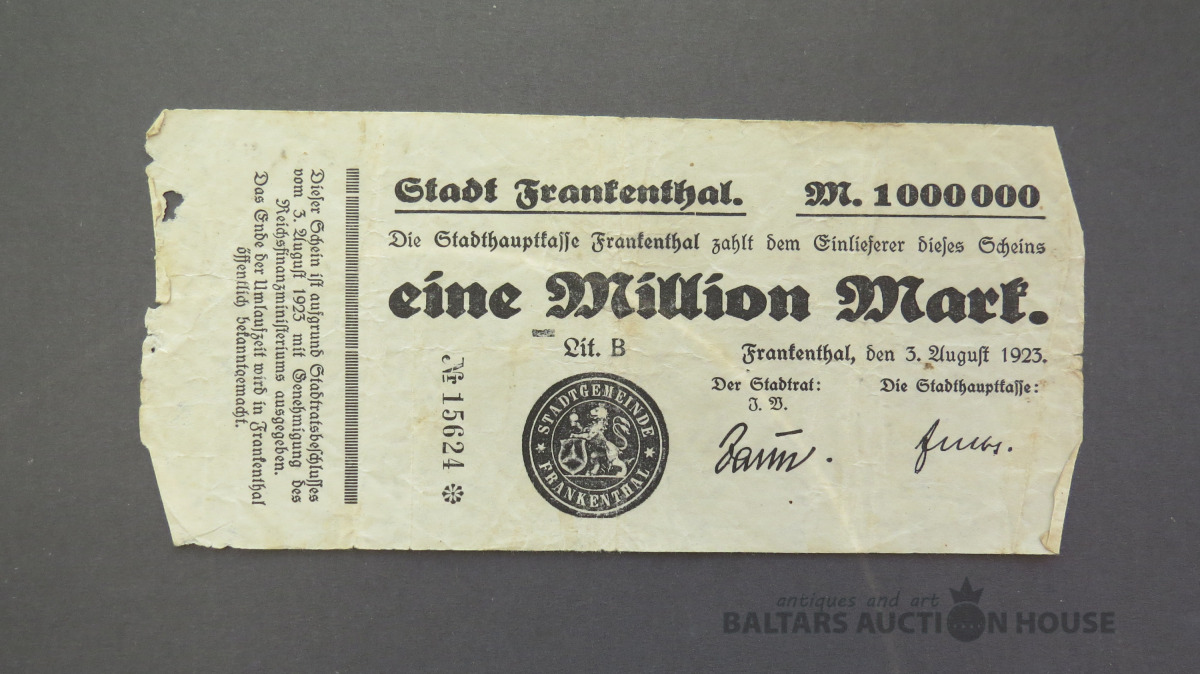 Stadt Frankenthal. M. 1000000
Die Stadthauptkasse Frankenthal zahlt dem Einlieferer dieses Scheins
eine Million Mark.
Lit. B
Frankenthal, den 3. August 1923.
Der Stadtrat: Die Stadthauptkasse:
J. V.
№ 15624 *
* STADTGEMEINDE * FRANKENTHAL
Dieser Schein ist aufgrund Stadtratsbeschlusses
vom 3. August 1923 mit Genehmigung des
Reichsfinanzministeriums ausgegeben.
Das Ende der Umlaufzeit wird in Frankenthal
öffentlich bekanntgemacht.
antiques and art
BALTARS AUCTION HOUSE